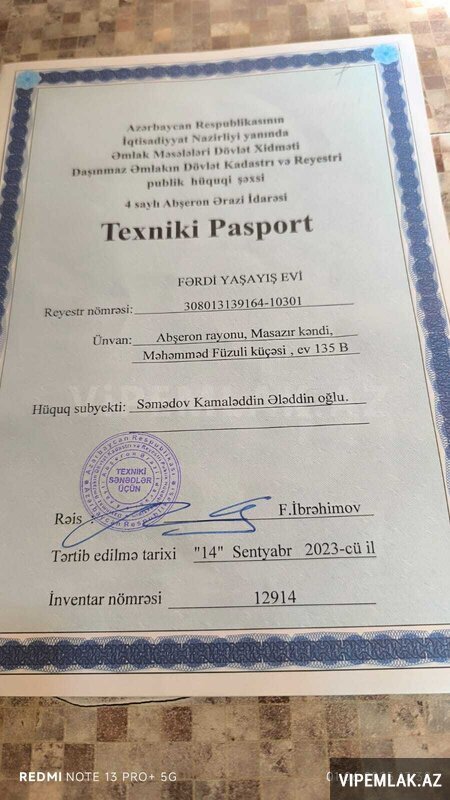 Azərbaycan Respublikasının
İqtisadiyyat Nazirliyi yanında
Əmlak Məsələləri Dövlət Xidməti
Daşınmaz Əmlakın Dövlət Kadastrı və Reyestri
publik hüquqi şəxsi
4 saylı Abşeron Ərazi İdarəsi
Texniki Pasport
FƏRDİ YAŞAYIŞ EVİ
Reyestr nömrəsi: 308013139164-10301
Ünvan: Abşeron rayonu, Masazır kəndi,
Məhəmməd Füzuli küçəsi , ev 135 B
Hüquq subyekti: Səmədov Kamaləddin Ələddin oğlu.
TEXNİKİ
SƏNƏDLƏR
ÜÇÜN
Rəis : F.İbrəhimov
Tərtib edilmə tarixi "14" Sentyabr 2023-cü il
İnventar nömrəsi 12914
REDMI NOTE 13 PRO+ 5G
VIPEMLAK.AZ